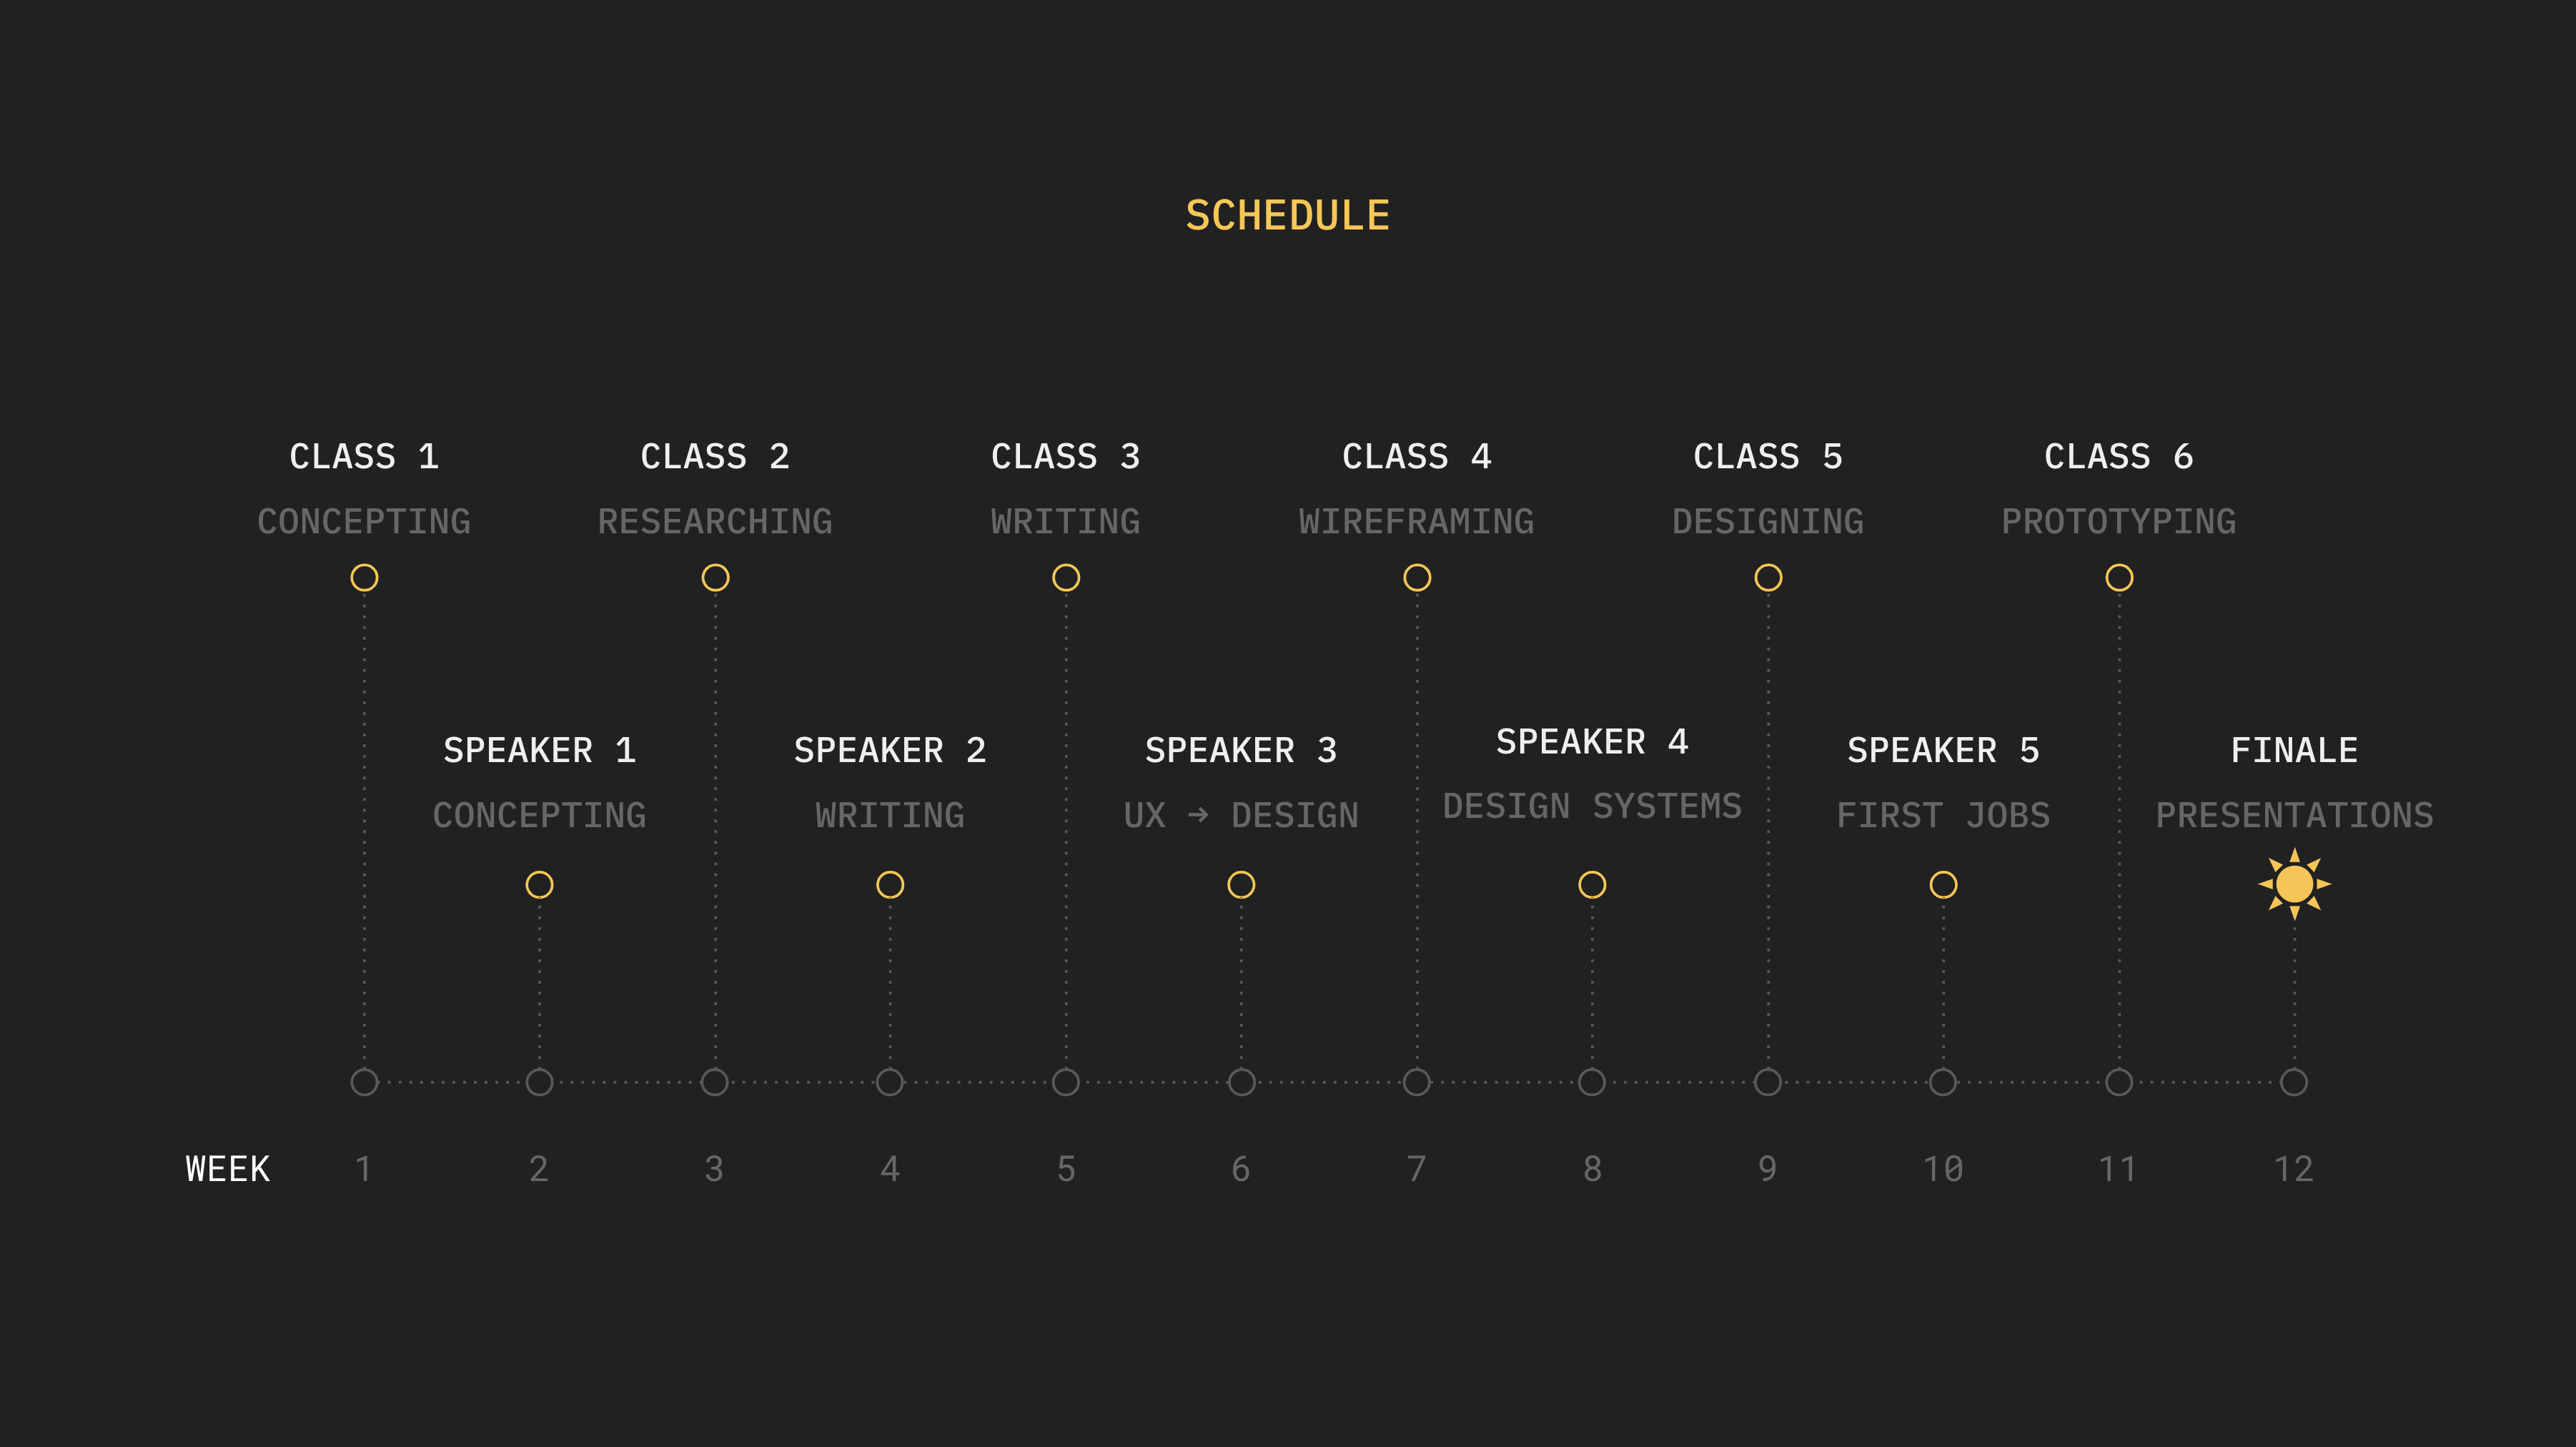 SCHEDULE
CLASS 1
CONCEPTING
CLASS 2
RESEARCHING
CLASS 3
WRITING
CLASS 4
WIREFRAMING
CLASS 5
DESIGNING
CLASS 6
PROTOTYPING
SPEAKER 1
CONCEPTING
SPEAKER 2
WRITING
SPEAKER 3
UX → DESIGN
SPEAKER 4
DESIGN SYSTEMS
SPEAKER 5
FIRST JOBS
FINALE
PRESENTATIONS
WEEK 1 2 3 4 5 6 7 8 9 10 11 12